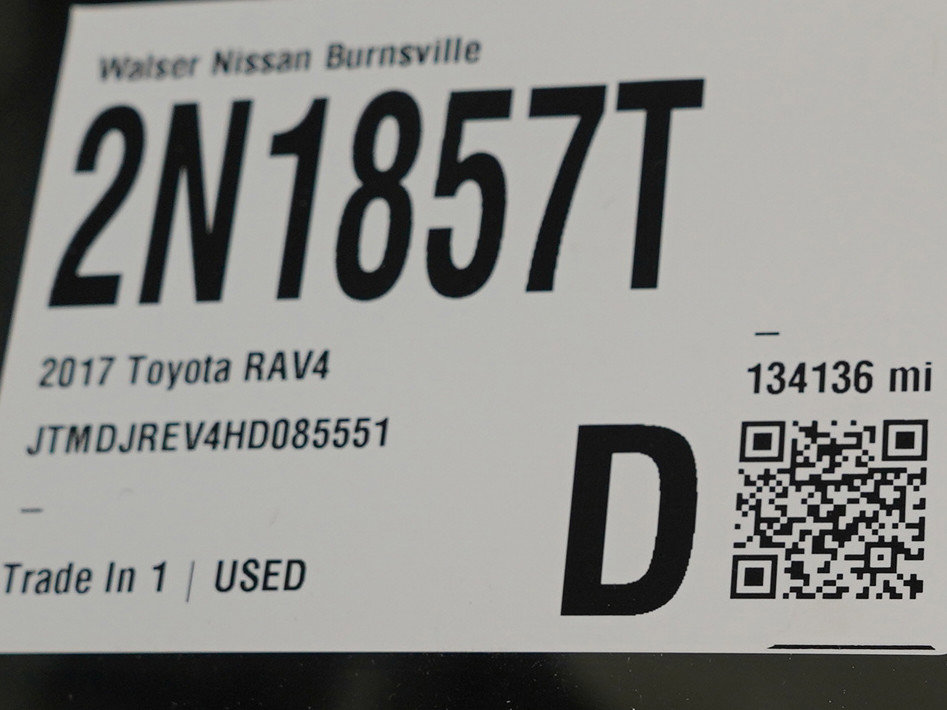 Walser Nissan Burnsville
2N1857T
2017 Toyota RAV4
JTMDJREV4HD085551
–
–
134136 mi
D
Trade In 1 | USED